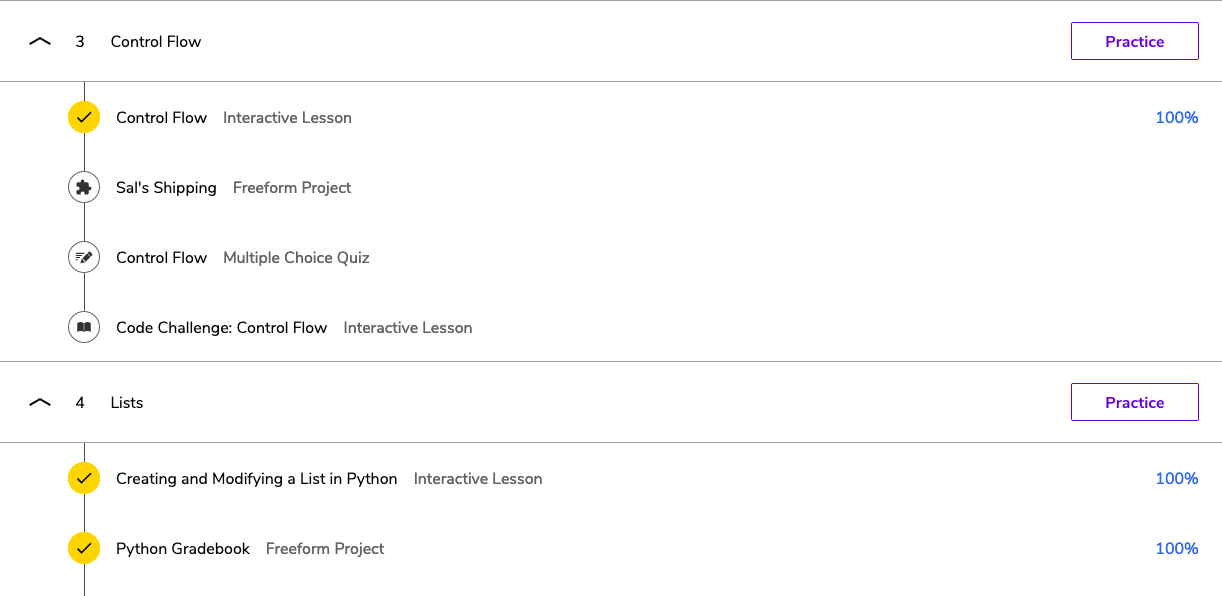 3 Control Flow Practice
Control Flow Interactive Lesson 100%
Sal's Shipping Freeform Project
Control Flow Multiple Choice Quiz
Code Challenge: Control Flow Interactive Lesson
4 Lists Practice
Creating and Modifying a List in Python Interactive Lesson 100%
Python Gradebook Freeform Project 100%